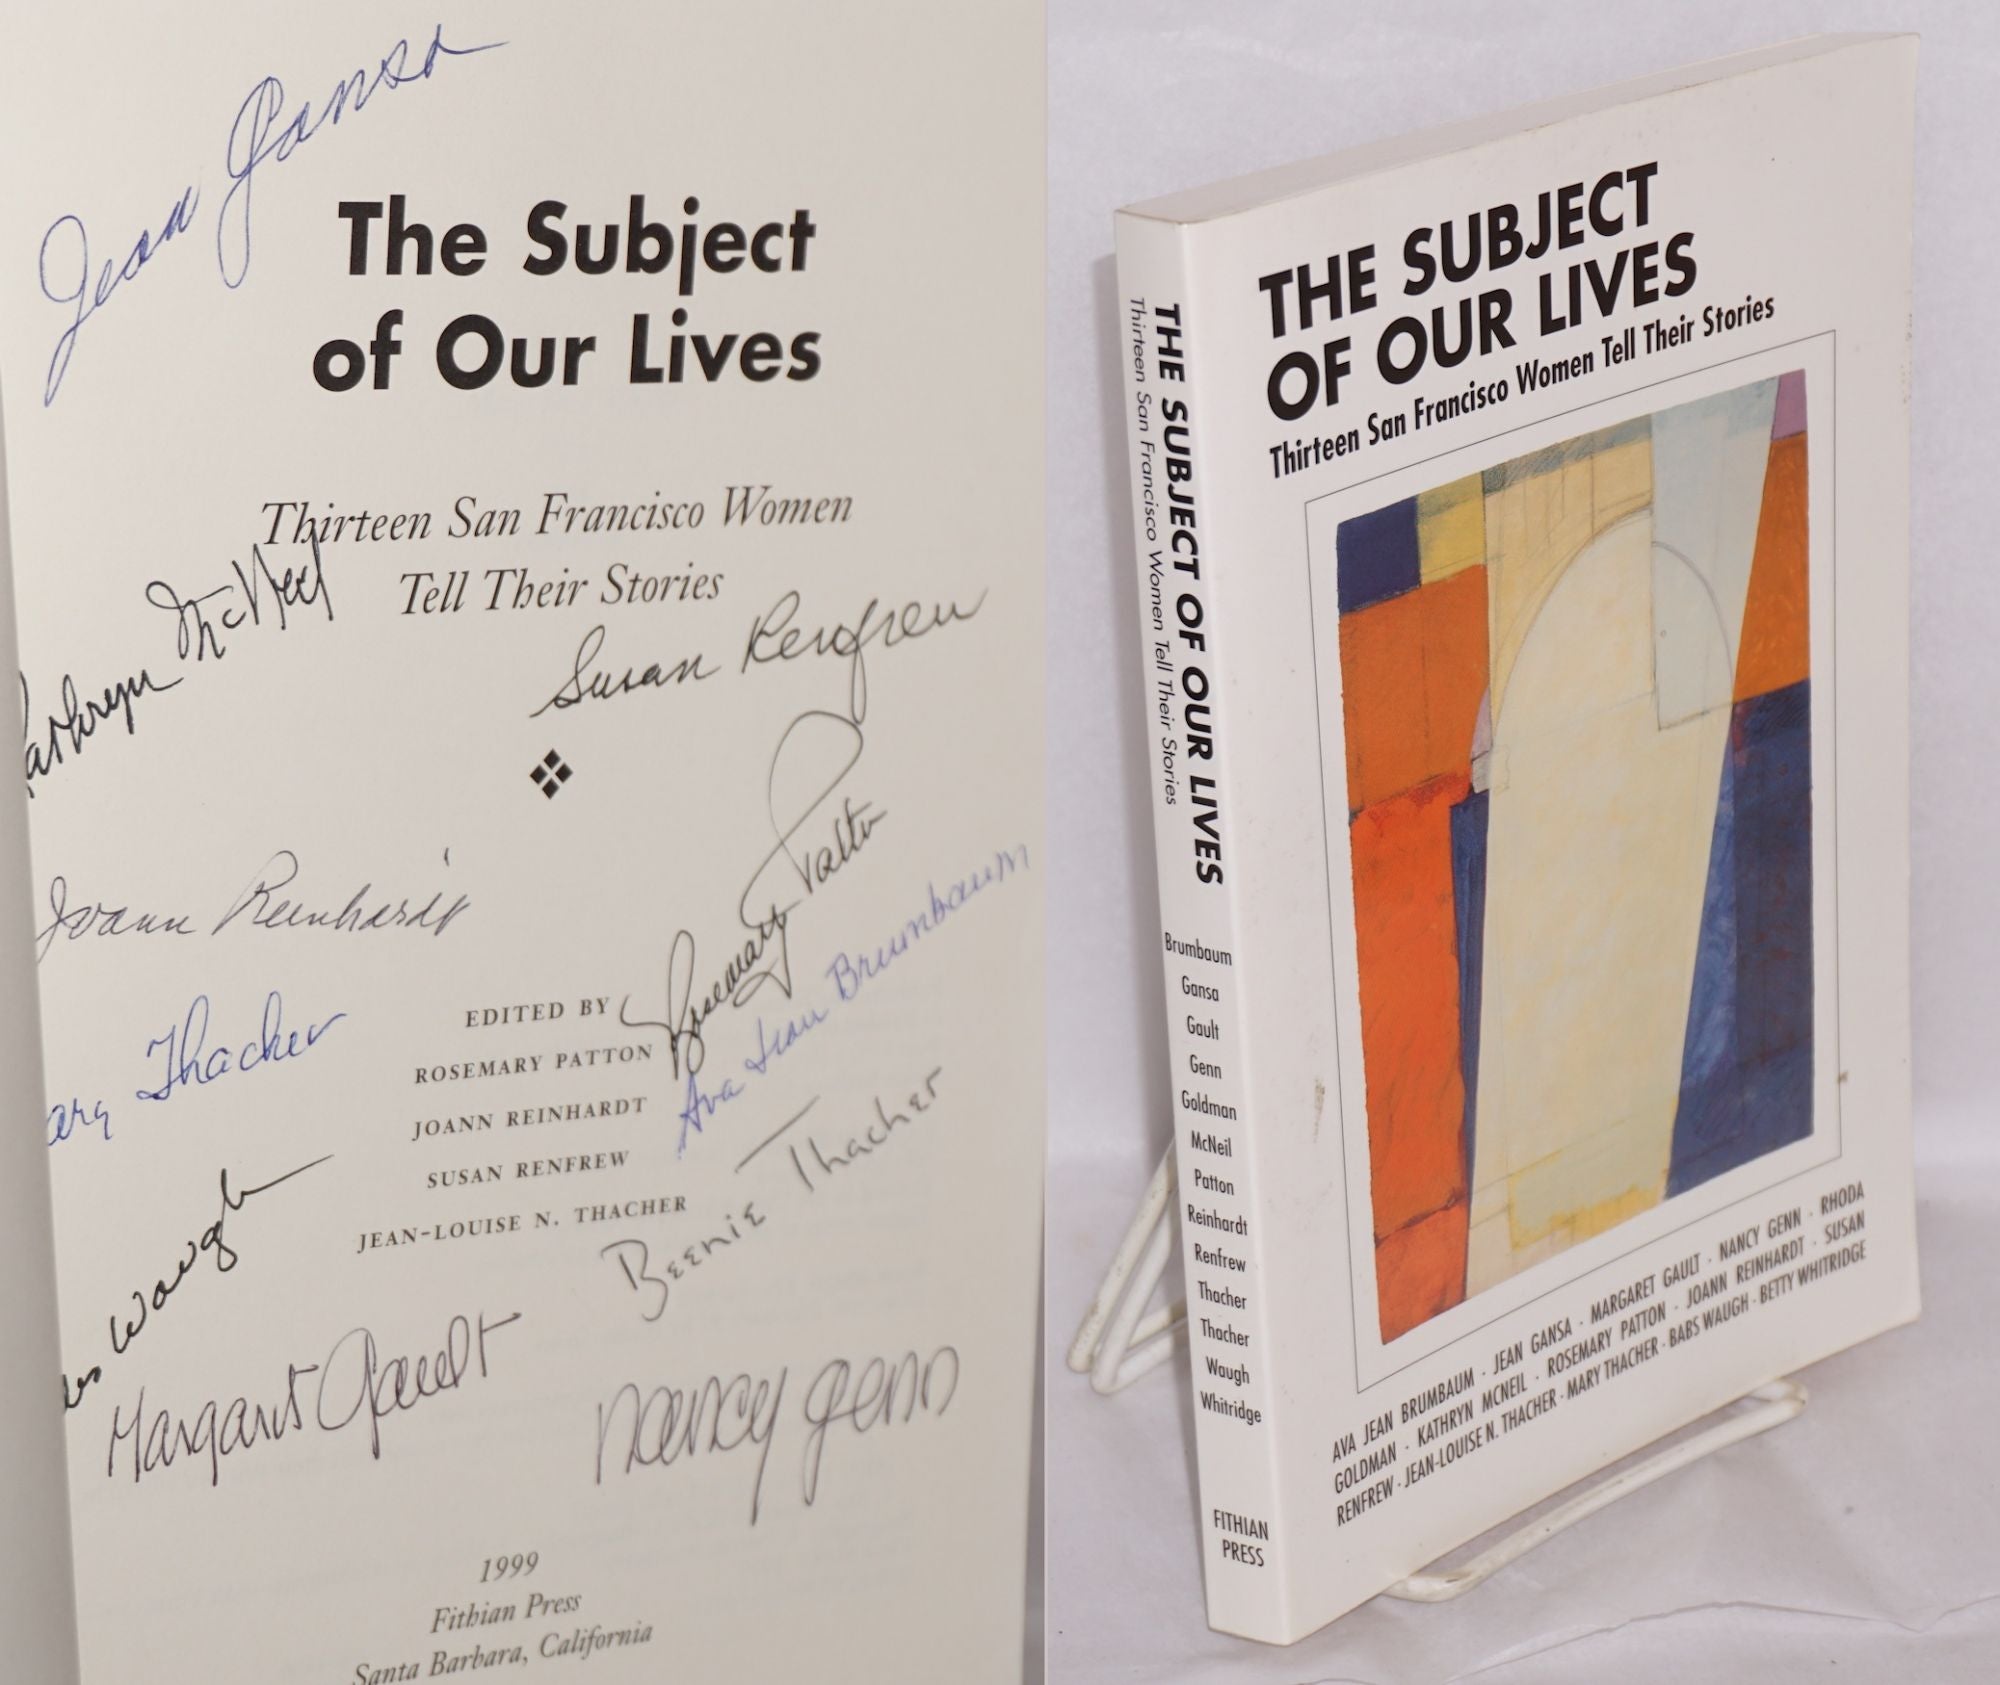 Jean Gansa
The Subject
of Our Lives
Thirteen San Francisco Women
Tell Their Stories
Kathryn McNeil
Susan Renfrew
Rosemary Patton
Joann Reinhardt
Ava Jean Brumbaum
EDITED BY
ROSEMARY PATTON
JOANN REINHARDT
SUSAN RENFREW
JEAN-LOUISE N. THACHER
ary Thacher
Beenie Thacher
Waugh
Margaret Gault
Nancy Genn
1999
Fithian Press
Santa Barbara, California
THE SUBJECT OF OUR LIVES
Thirteen San Francisco Women Tell Their Stories
Brumbaum
Gansa
Gault
Genn
Goldman
McNeil
Patton
Reinhardt
Renfrew
Thacher
Thacher
Waugh
Whitridge
FITHIAN
PRESS
THE SUBJECT
OF OUR LIVES
Thirteen San Francisco Women Tell Their Stories
AVA JEAN BRUMBAUM · JEAN GANSA · MARGARET GAULT · NANCY GENN · RHODA
GOLDMAN · KATHRYN MCNEIL · ROSEMARY PATTON · JOANN REINHARDT · SUSAN
RENFREW · JEAN-LOUISE N. THACHER · MARY THACHER · BABS WAUGH · BETTY WHITRIDGE